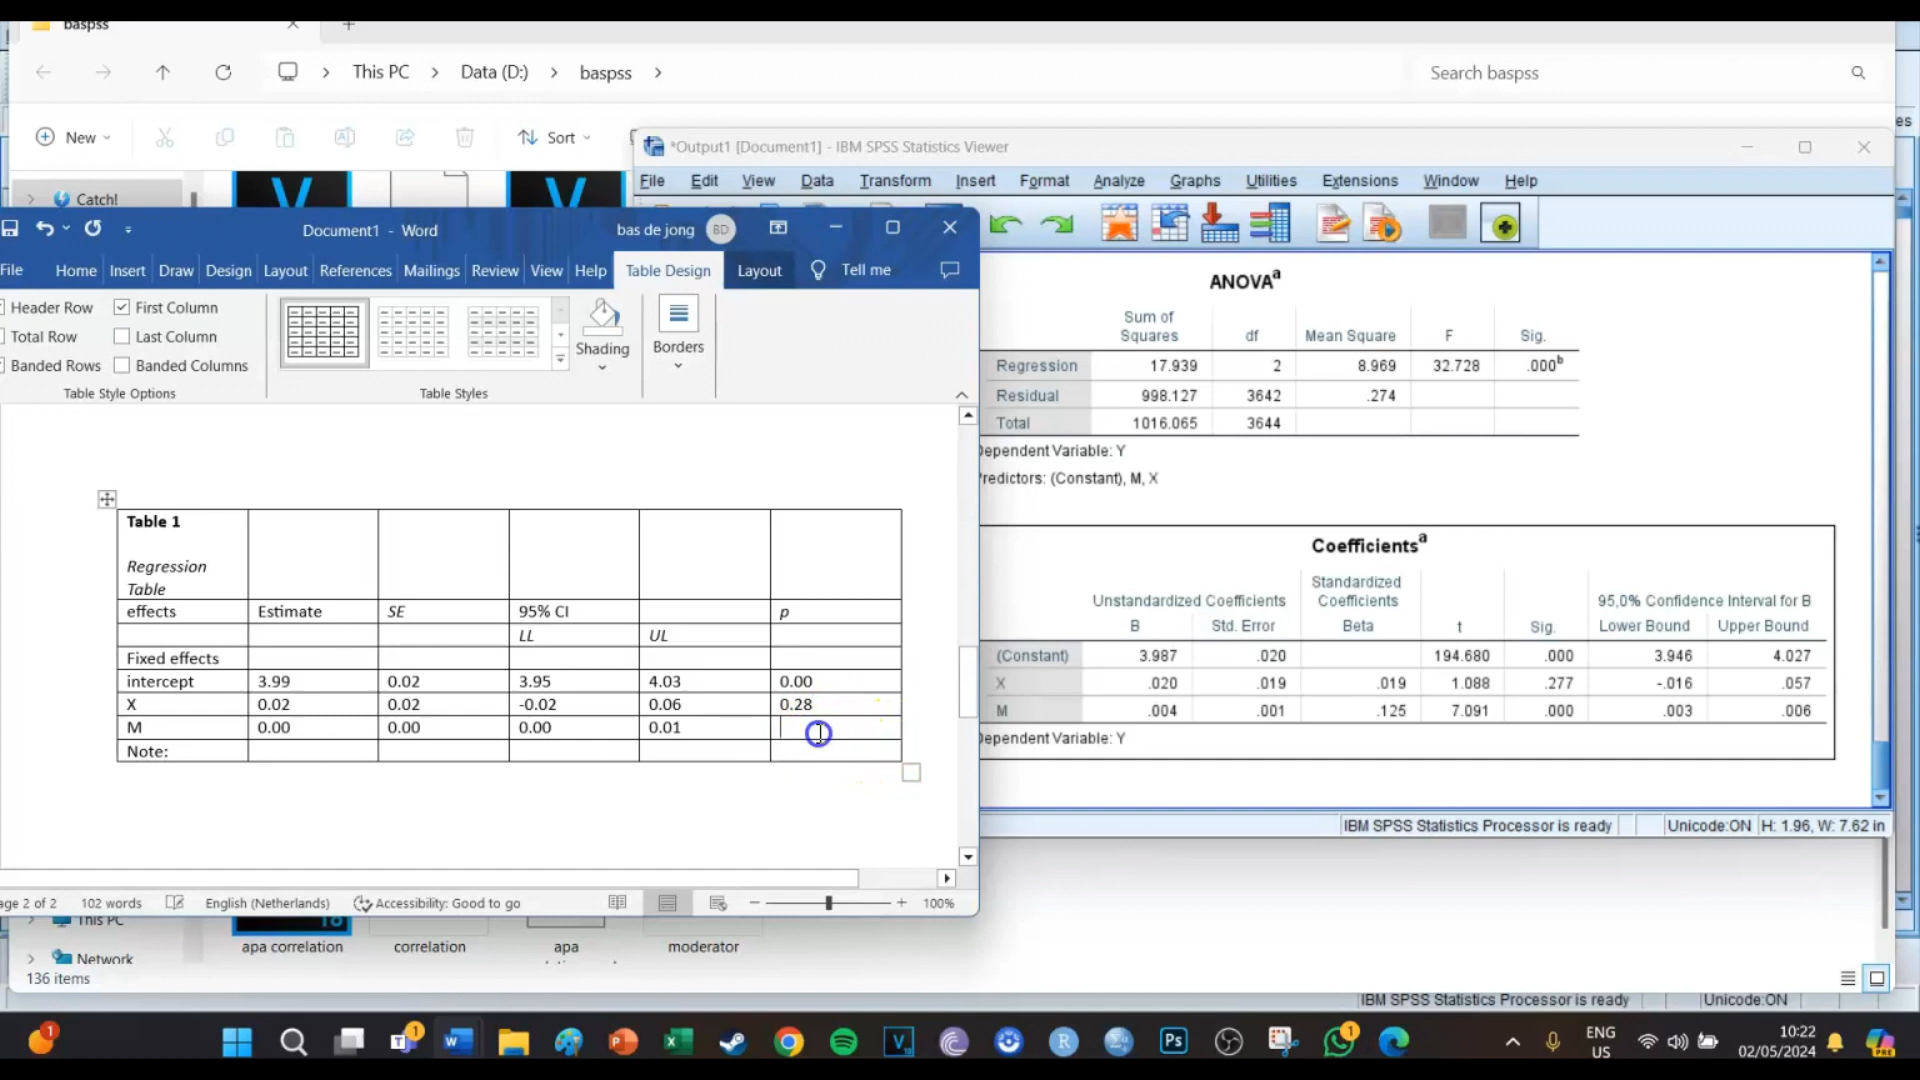 baspss
This PC > Data (D:) > baspss >
Search baspss
New
Sort
Catch!
*Output1 [Document1] - IBM SPSS Statistics Viewer
File Edit View Data Transform Insert Format Analyze Graphs Utilities Extensions Window Help
Document1 - Word
bas de jong BD
File Home Insert Draw Design Layout References Mailings Review View Help Table Design Layout Tell me
Header Row First Column
Total Row Last Column
Banded Rows Banded Columns
Table Style Options
Table Styles
Shading
Borders
Table 1
Regression
Table
effects Estimate SE 95% CI p
LL UL
Fixed effects
intercept 3.99 0.02 3.95 4.03 0.00
X 0.02 0.02 -0.02 0.06 0.28
M 0.00 0.00 0.00 0.01
Note:
age 2 of 2 102 words English (Netherlands) Accessibility: Good to go 100%
ANOVAa
Sum of
Squares df Mean Square F Sig.
Regression 17.939 2 8.969 32.728 .000b
Residual 998.127 3642 .274
Total 1016.065 3644
Dependent Variable: Y
Predictors: (Constant), M, X
Coefficientsa
Unstandardized Coefficients
Standardized
Coefficients
95,0% Confidence Interval for B
B Std. Error Beta t Sig. Lower Bound Upper Bound
(Constant) 3.987 .020 194.680 .000 3.946 4.027
X .020 .019 .019 1.088 .277 -.016 .057
M .004 .001 .125 7.091 .000 .003 .006
Dependent Variable: Y
IBM SPSS Statistics Processor is ready Unicode:ON H: 1.96, W: 7.62 in
This PC
Network
apa correlation
correlation
apa
moderator
136 items
IBM SPSS Statistics Processor is ready Unicode:ON
ENG
US
10:22
02/05/2024